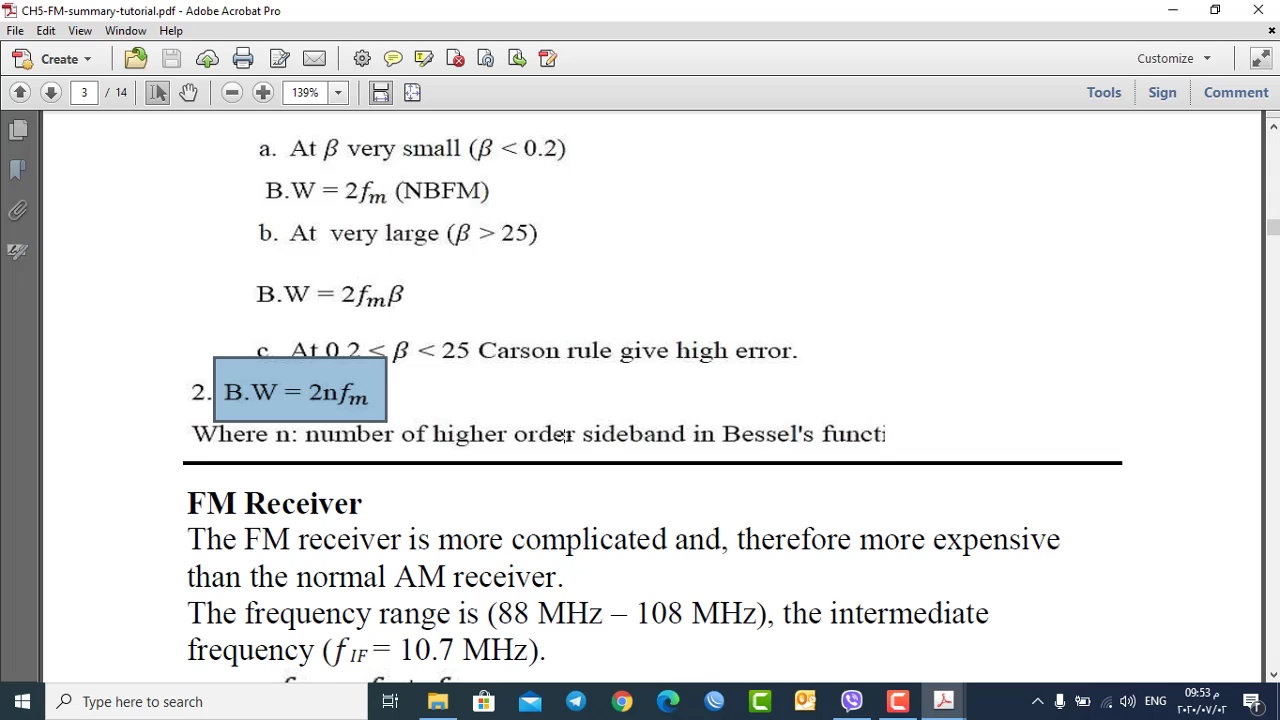 CH5-FM-summary-tutorial.pdf - Adobe Acrobat Pro
File Edit View Window Help
Create
Customize
3 / 14
139%
Tools Sign Comment
a. At β very small (β < 0.2)
B.W = 2fm (NBFM)
b. At very large (β > 25)
B.W = 2fmβ
c. At 0.2 < β < 25 Carson rule give high error.
2. B.W = 2nfm
Where n: number of higher order sideband in Bessel's functi
FM Receiver
The FM receiver is more complicated and, therefore more expensive
than the normal AM receiver.
The frequency range is (88 MHz – 108 MHz), the intermediate
frequency (fIF = 10.7 MHz).
Type here to search
ENG
09:53 م